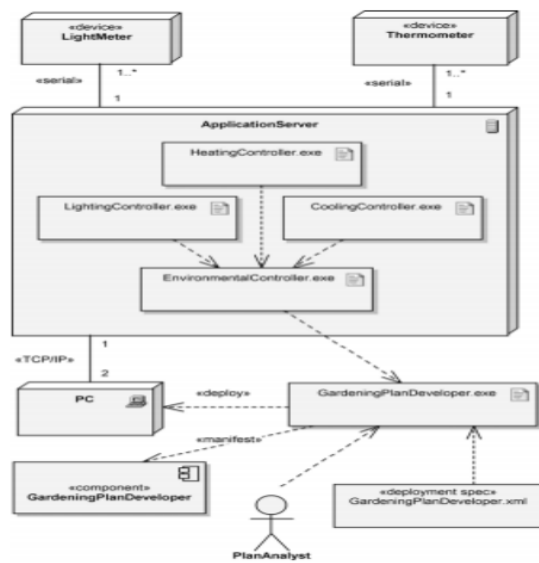 «device»
LightMeter
«device»
Thermometer
«serial»
1..*
1
«serial»
1..*
1
ApplicationServer
HeatingController.exe
LightingController.exe
CoolingController.exe
EnvironmentalController.exe
1
«TCP/IP»
2
PC
«deploy»
GardeningPlanDeveloper.exe
«manifest»
«component»
GardeningPlanDeveloper
«deployment spec»
GardeningPlanDeveloper.xml
PlanAnalyst